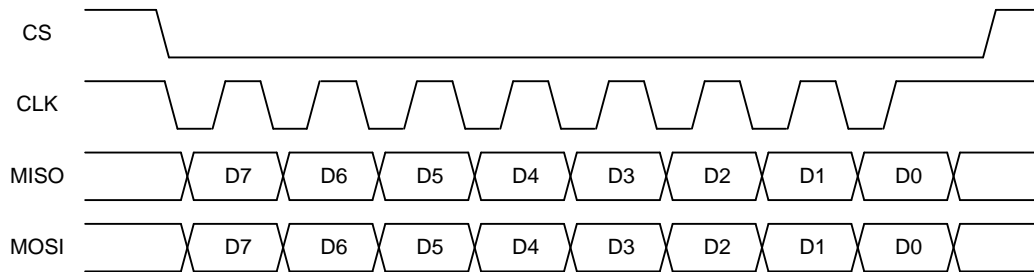 CS
CLK
MISO D7 D6 D5 D4 D3 D2 D1 D0
MOSI D7 D6 D5 D4 D3 D2 D1 D0